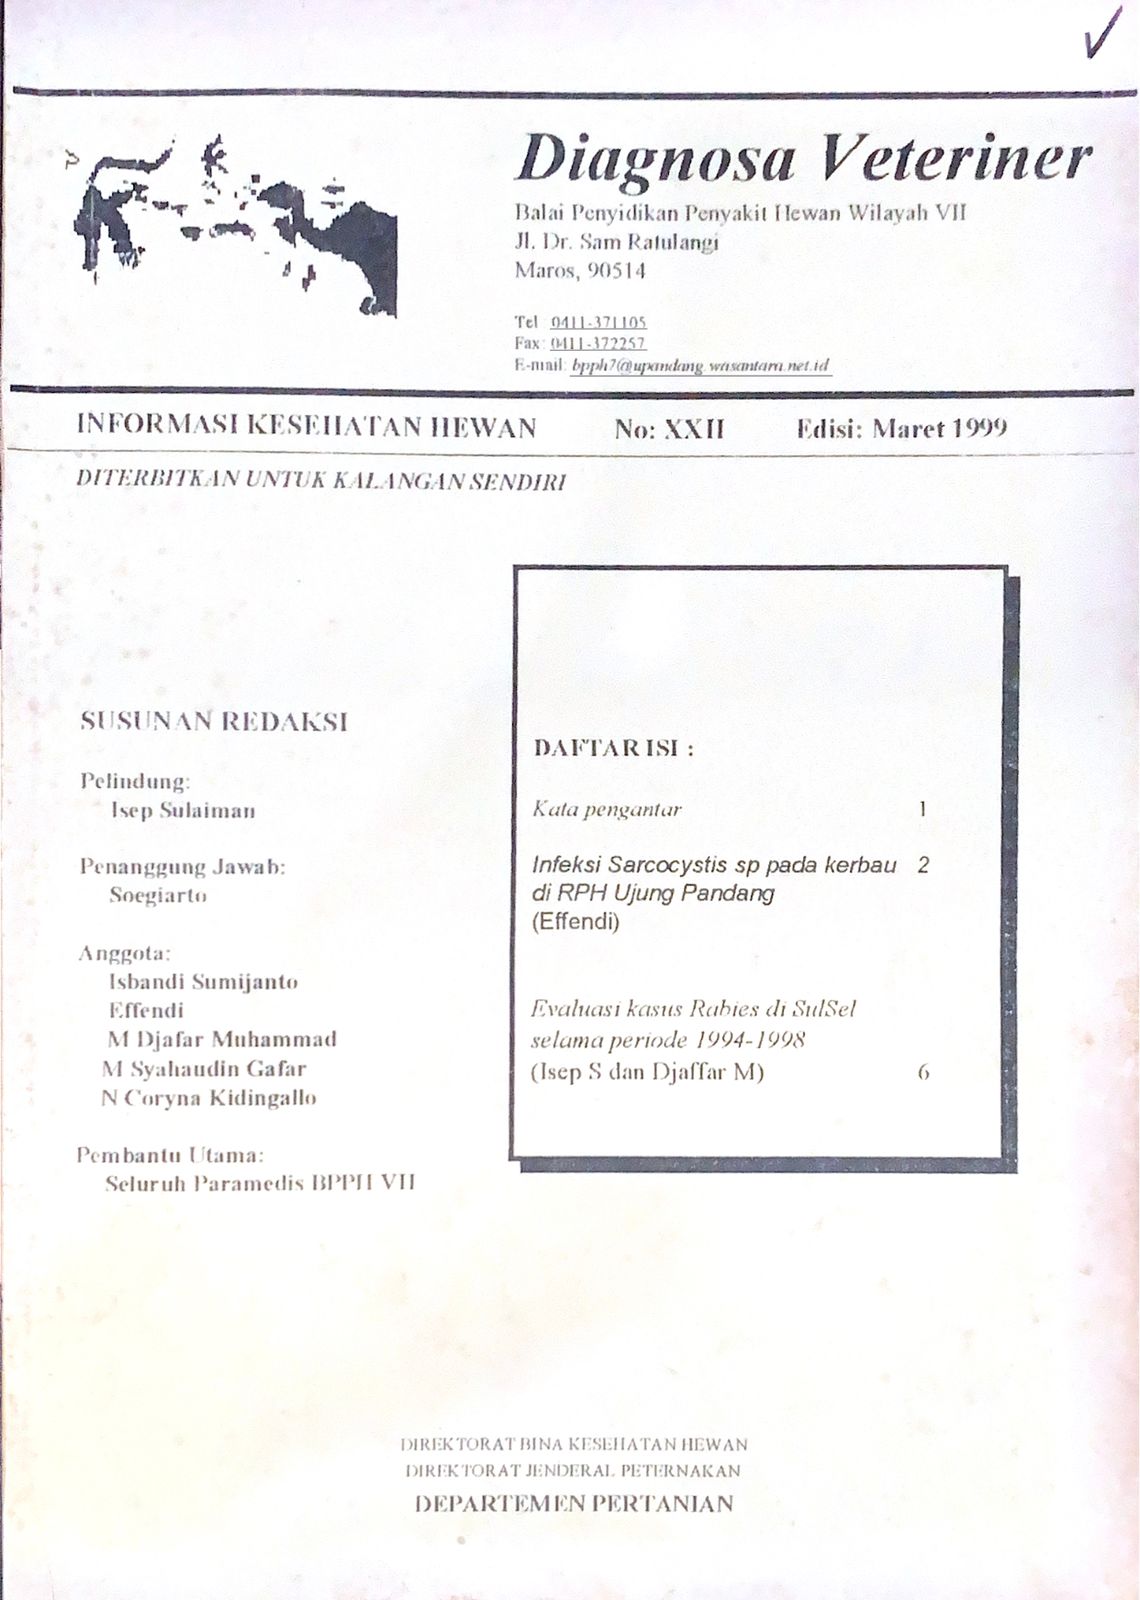 Diagnosa Veteriner
Balai Penyidikan Penyakit Hewan Wilayah VII
Jl. Dr. Sam Ratulangi
Maros, 90514
Tel : 0411-371105
Fax: 0411-372257
E-mail: bpph7@upandang.wasantara.net.id
INFORMASI KESEHATAN HEWAN No: XXII Edisi: Maret 1999
DITERBITKAN UNTUK KALANGAN SENDIRI
SUSUNAN REDAKSI
Pelindung:
Isep Sulaiman
Penanggung Jawab:
Soegiarto
Anggota:
Isbandi Sumijanto
Effendi
M Djafar Muhammad
M Syahaudin Gafar
N Coryna Kidingallo
Pembantu Utama:
Seluruh Paramedis BPPH VII
DAFTAR ISI :
Kata pengantar 1
Infeksi Sarcocystis sp pada kerbau 2
di RPH Ujung Pandang
(Effendi)
Evaluasi kasus Rabies di SulSel
selama periode 1994-1998
(Isep S dan Djaffar M) 6
DIREKTORAT BINA KESEHATAN HEWAN
DIREKTORAT JENDERAL PETERNAKAN
DEPARTEMEN PERTANIAN